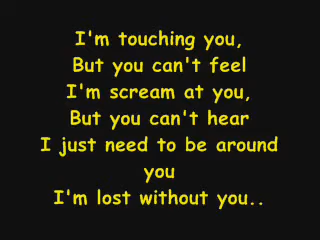 I'm touching you,
But you can't feel
I'm scream at you,
But you can't hear
I just need to be around
you
I'm lost without you..